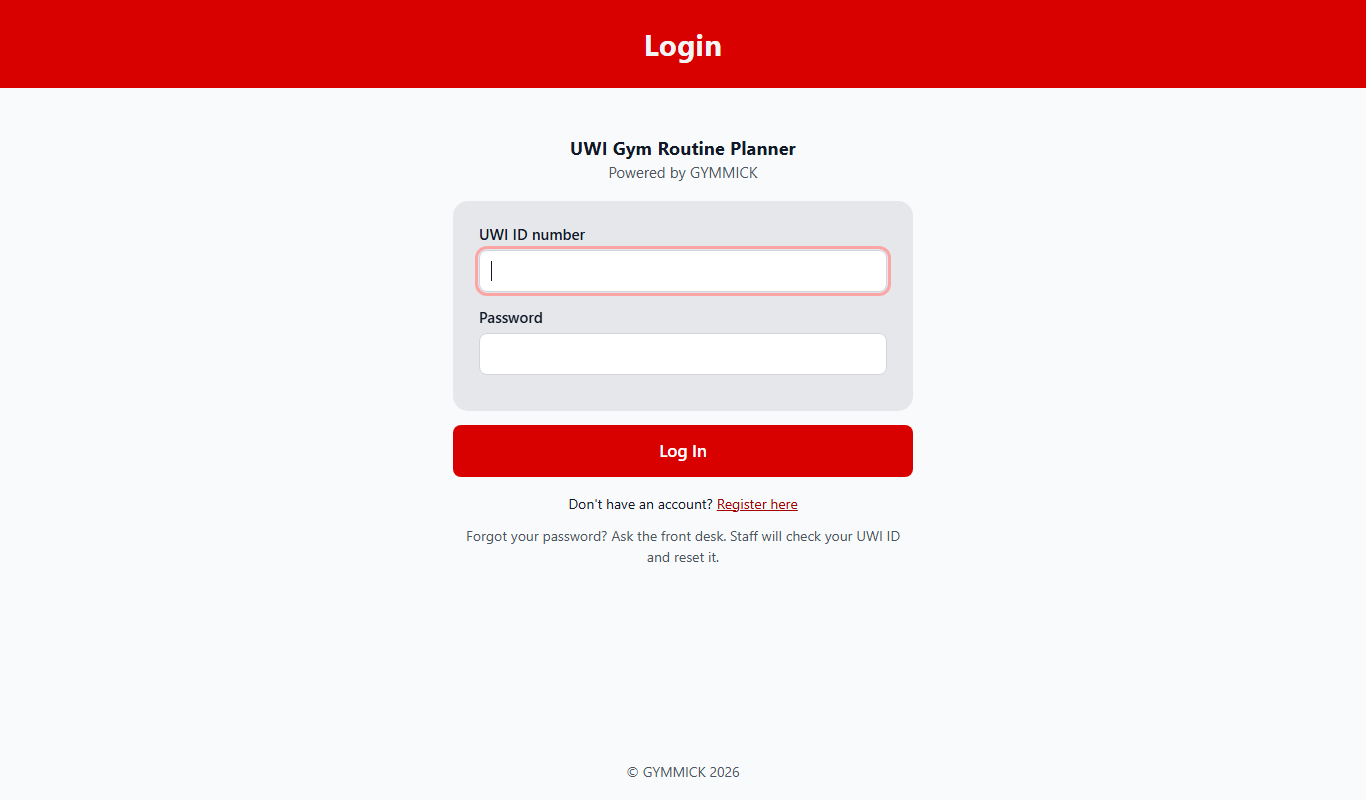 Login
UWI Gym Routine Planner
Powered by GYMMICK
UWI ID number
Password
Log In
Don't have an account? Register here
Forgot your password? Ask the front desk. Staff will check your UWI ID
and reset it.
© GYMMICK 2026